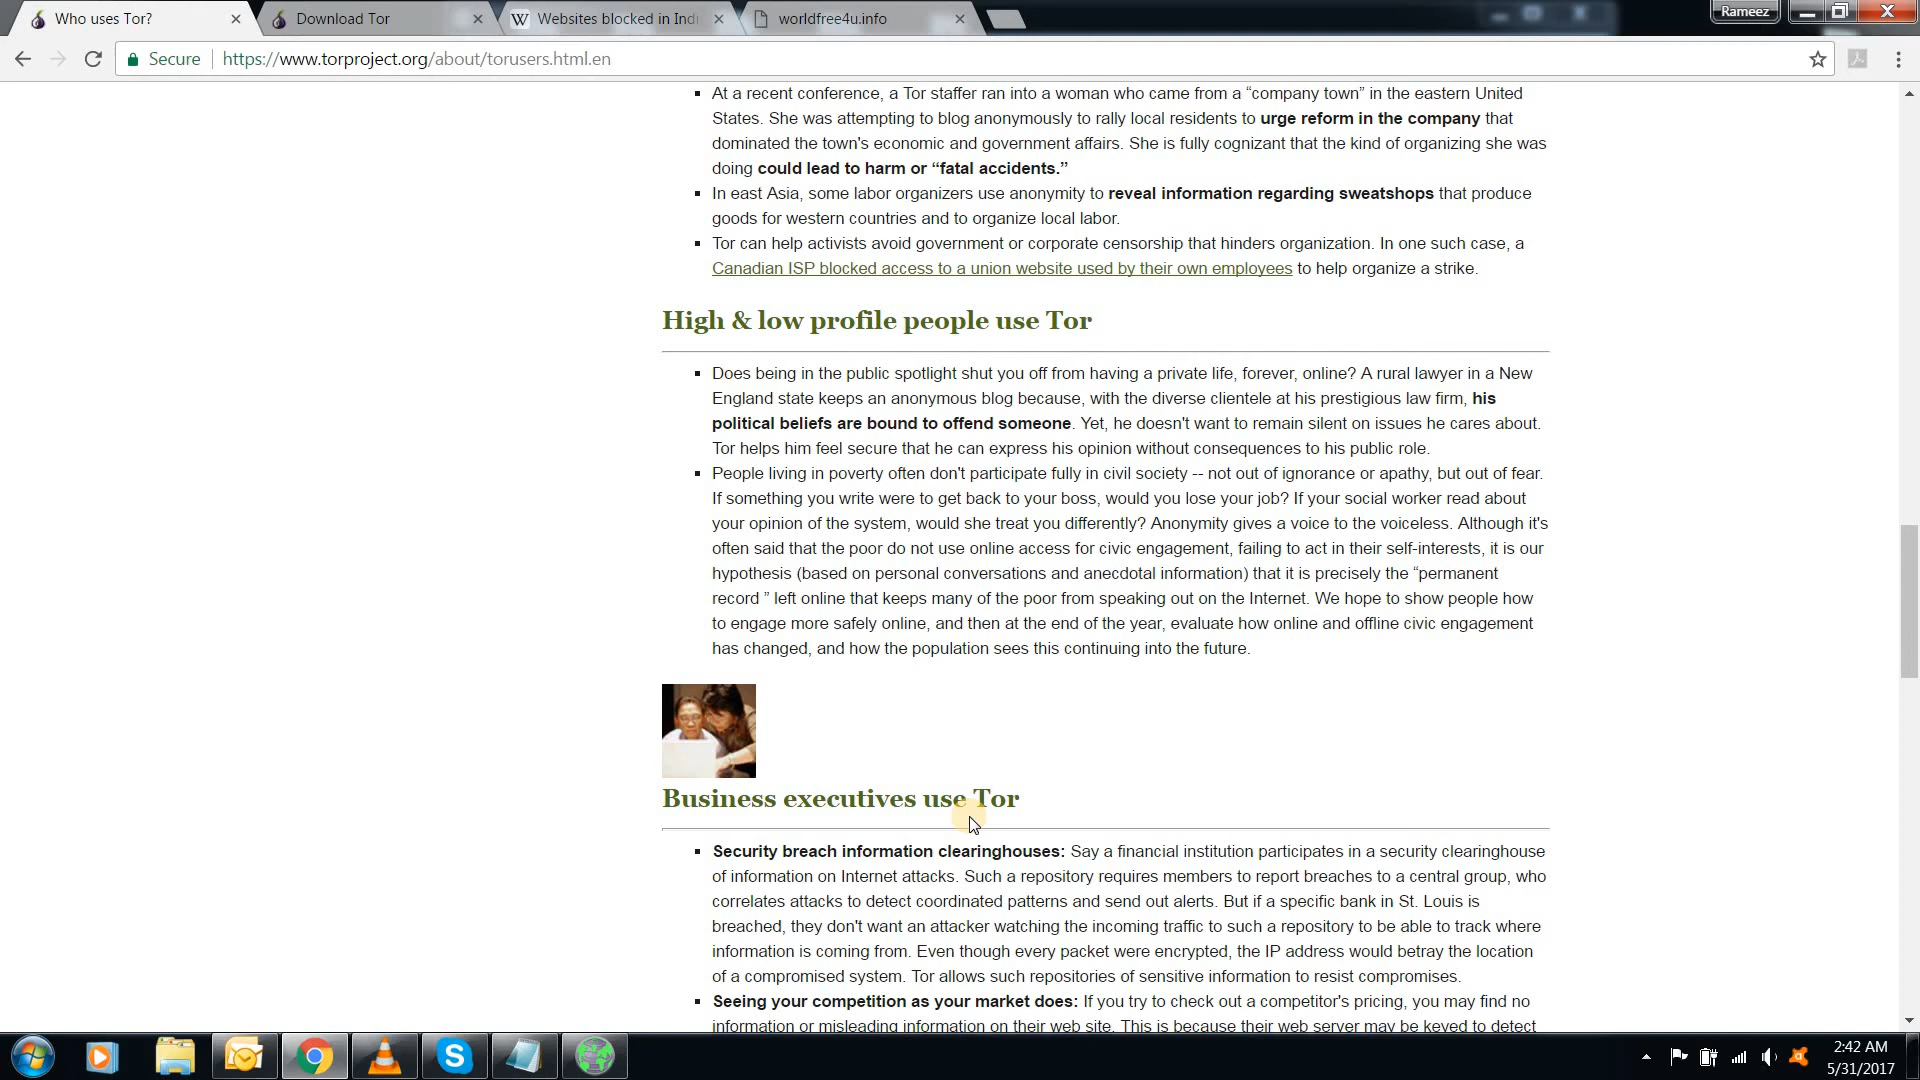 Who uses Tor?
Download Tor
Websites blocked in Indi
worldfree4u.info
Rameez
Secure
https://www.torproject.org/about/torusers.html.en
At a recent conference, a Tor staffer ran into a woman who came from a “company town” in the eastern United
States. She was attempting to blog anonymously to rally local residents to urge reform in the company that
dominated the town's economic and government affairs. She is fully cognizant that the kind of organizing she was
doing could lead to harm or “fatal accidents.”
In east Asia, some labor organizers use anonymity to reveal information regarding sweatshops that produce
goods for western countries and to organize local labor.
Tor can help activists avoid government or corporate censorship that hinders organization. In one such case, a
Canadian ISP blocked access to a union website used by their own employees to help organize a strike.
High & low profile people use Tor
Does being in the public spotlight shut you off from having a private life, forever, online? A rural lawyer in a New
England state keeps an anonymous blog because, with the diverse clientele at his prestigious law firm, his
political beliefs are bound to offend someone. Yet, he doesn't want to remain silent on issues he cares about.
Tor helps him feel secure that he can express his opinion without consequences to his public role.
People living in poverty often don't participate fully in civil society -- not out of ignorance or apathy, but out of fear.
If something you write were to get back to your boss, would you lose your job? If your social worker read about
your opinion of the system, would she treat you differently? Anonymity gives a voice to the voiceless. Although it's
often said that the poor do not use online access for civic engagement, failing to act in their self-interests, it is our
hypothesis (based on personal conversations and anecdotal information) that it is precisely the “permanent
record ” left online that keeps many of the poor from speaking out on the Internet. We hope to show people how
to engage more safely online, and then at the end of the year, evaluate how online and offline civic engagement
has changed, and how the population sees this continuing into the future.
Business executives use Tor
Security breach information clearinghouses: Say a financial institution participates in a security clearinghouse
of information on Internet attacks. Such a repository requires members to report breaches to a central group, who
correlates attacks to detect coordinated patterns and send out alerts. But if a specific bank in St. Louis is
breached, they don't want an attacker watching the incoming traffic to such a repository to be able to track where
information is coming from. Even though every packet were encrypted, the IP address would betray the location
of a compromised system. Tor allows such repositories of sensitive information to resist compromises.
Seeing your competition as your market does: If you try to check out a competitor's pricing, you may find no
information or misleading information on their web site. This is because their web server may be keyed to detect
2:42 AM
5/31/2017